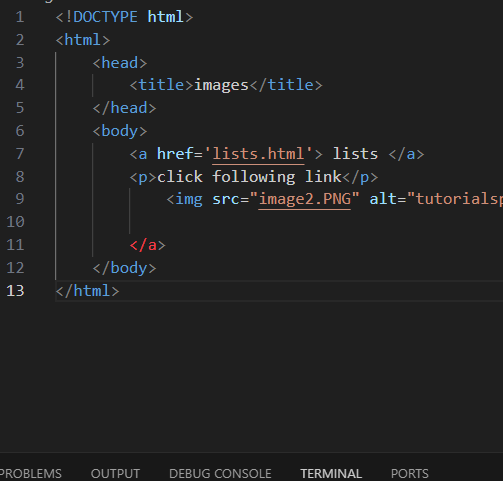 1 <!DOCTYPE html>
2 <html>
3 <head>
4 <title>images</title>
5 </head>
6 <body>
7 <a href='lists.html'> lists </a>
8 <p>click following link</p>
9 <img src="image2.PNG" alt="tutorialsp
10
11 </a>
12 </body>
13 </html>
PROBLEMS OUTPUT DEBUG CONSOLE TERMINAL PORTS